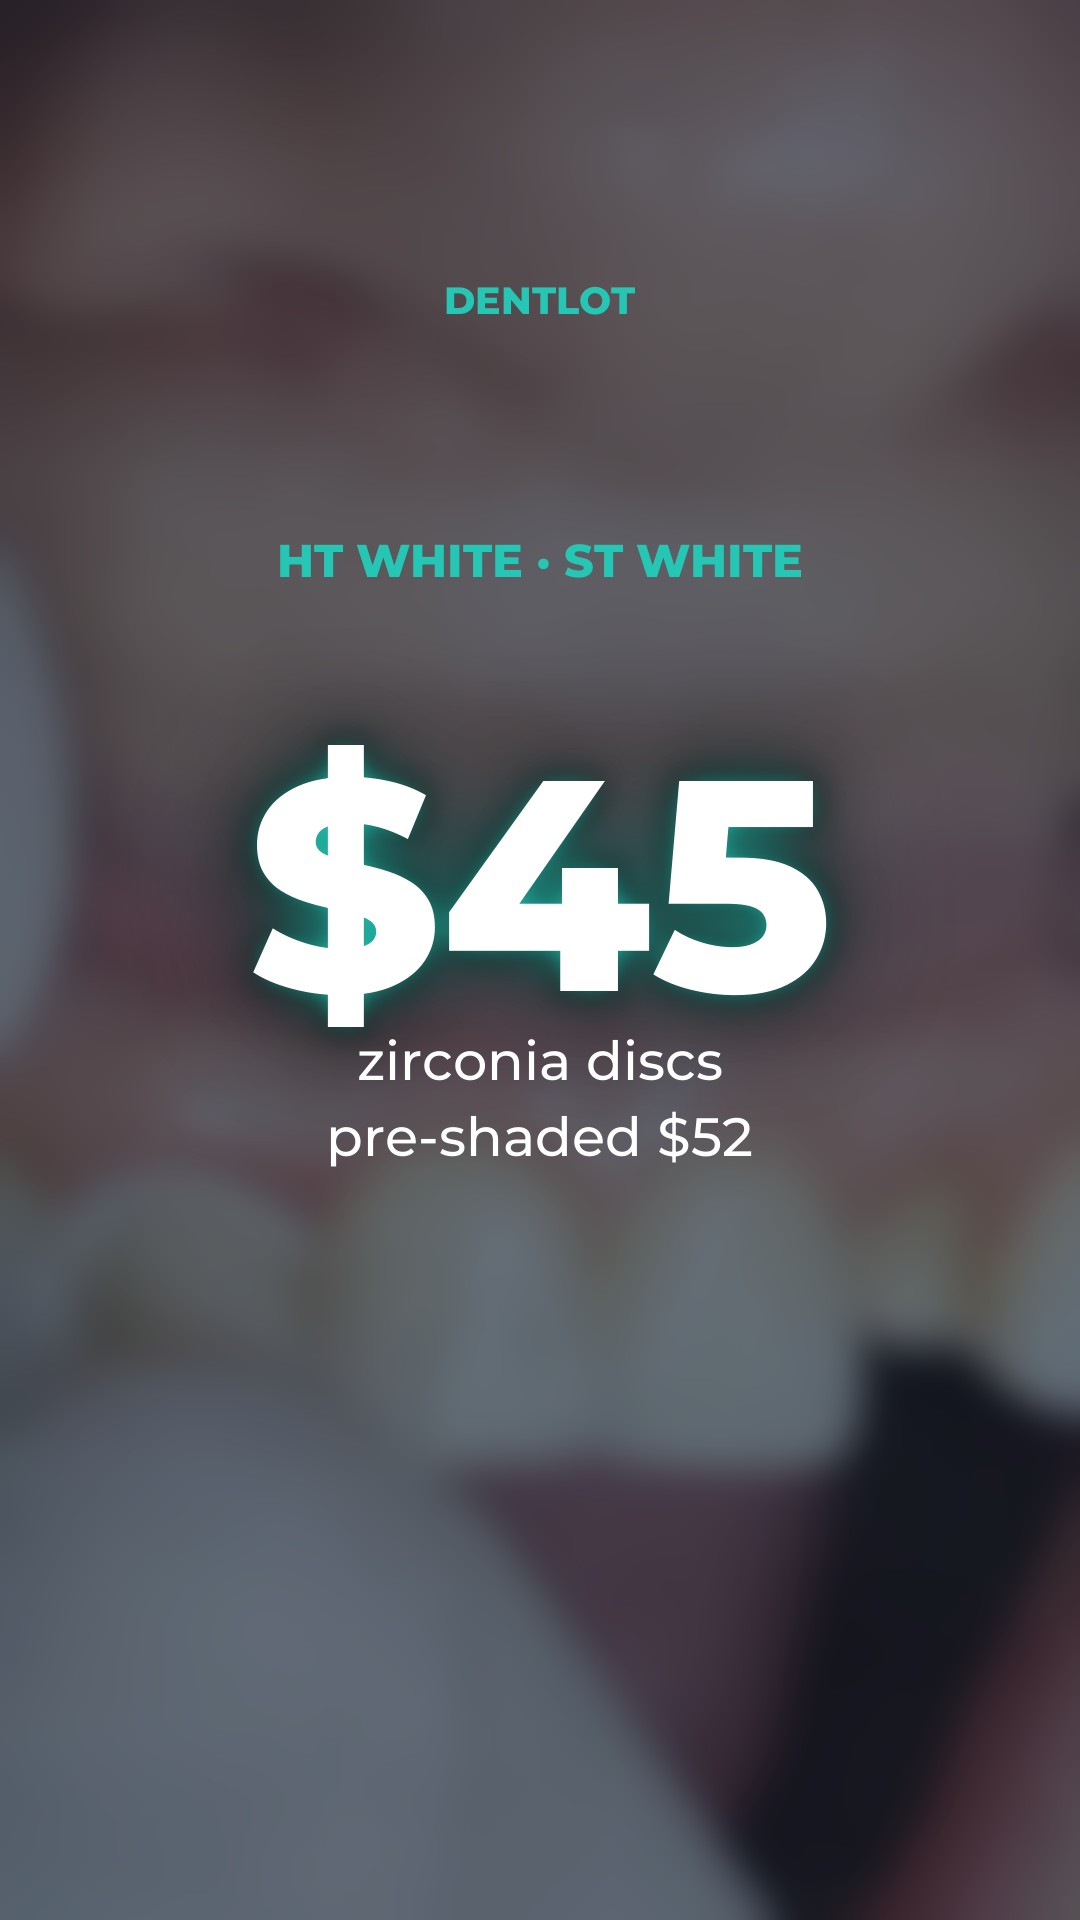 DENTLOT
HT WHITE · ST WHITE
$45
zirconia discs
pre-shaded $52